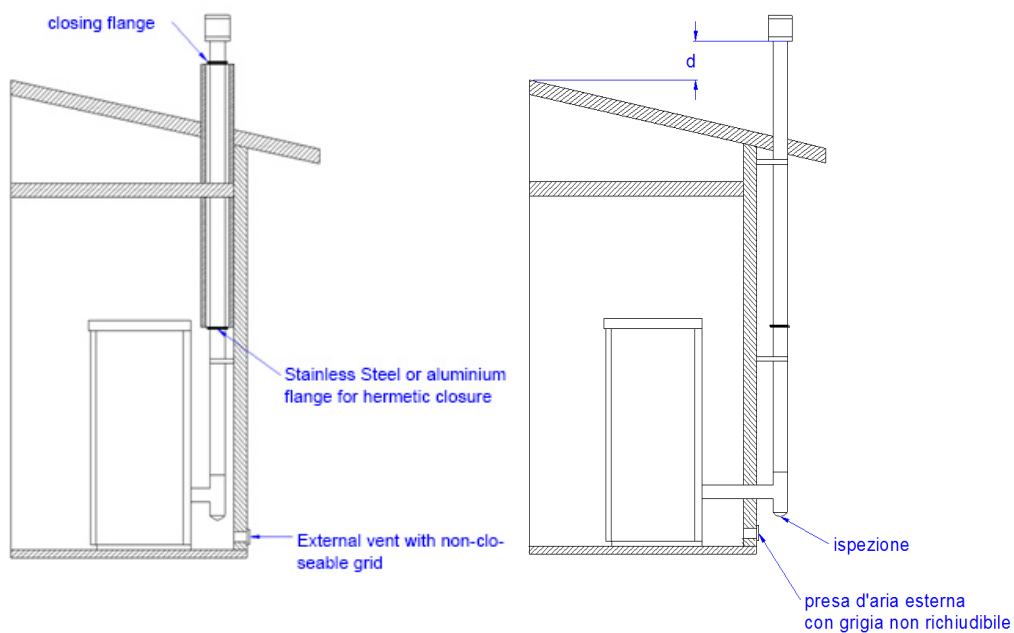 closing flange
d
Stainless Steel or aluminium
flange for hermetic closure
External vent with non-clo-
seable grid
ispezione
presa d'aria esterna
con grigia non richiudibile